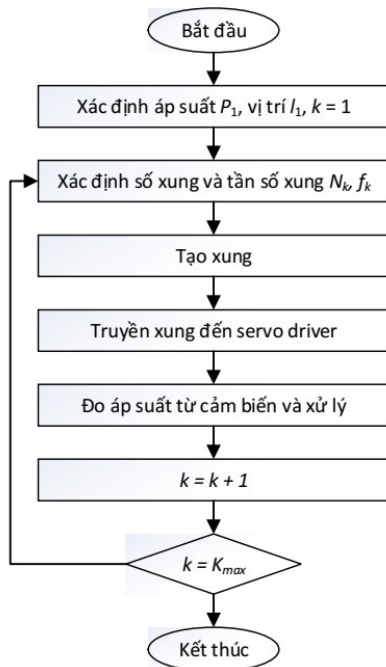 Bắt đầu
Xác định áp suất P₁, vị trí l₁, k = 1
Xác định số xung và tần số xung Nₖ, fₖ
Tạo xung
Truyền xung đến servo driver
Đo áp suất từ cảm biến và xử lý
k = k + 1
k = Kmax
Kết thúc